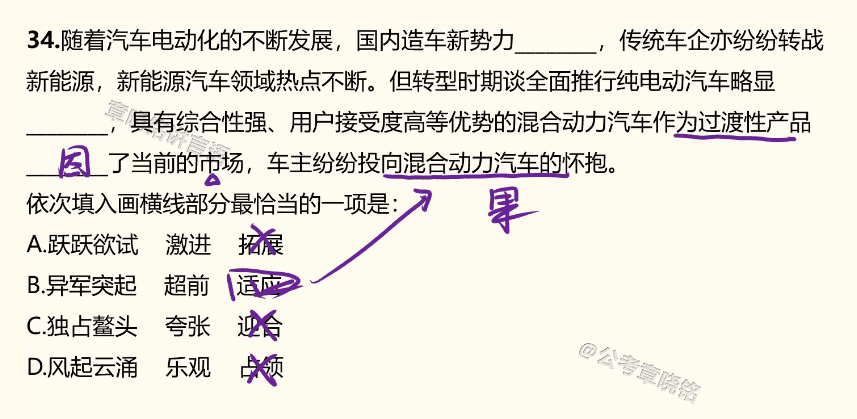 34.随着汽车电动化的不断发展，国内造车新势力________，传统车企亦纷纷转战
新能源，新能源汽车领域热点不断。但转型时期谈全面推行纯电动汽车略显
________，具有综合性强、用户接受度高等优势的混合动力汽车作为过渡性产品
________了当前的市场，车主纷纷投向混合动力汽车的怀抱。
因
果
依次填入画横线部分最恰当的一项是：
A.跃跃欲试 激进 拓展
B.异军突起 超前 适应
C.独占鳌头 夸张 迎合
D.风起云涌 乐观 占领
@公考章晓铭